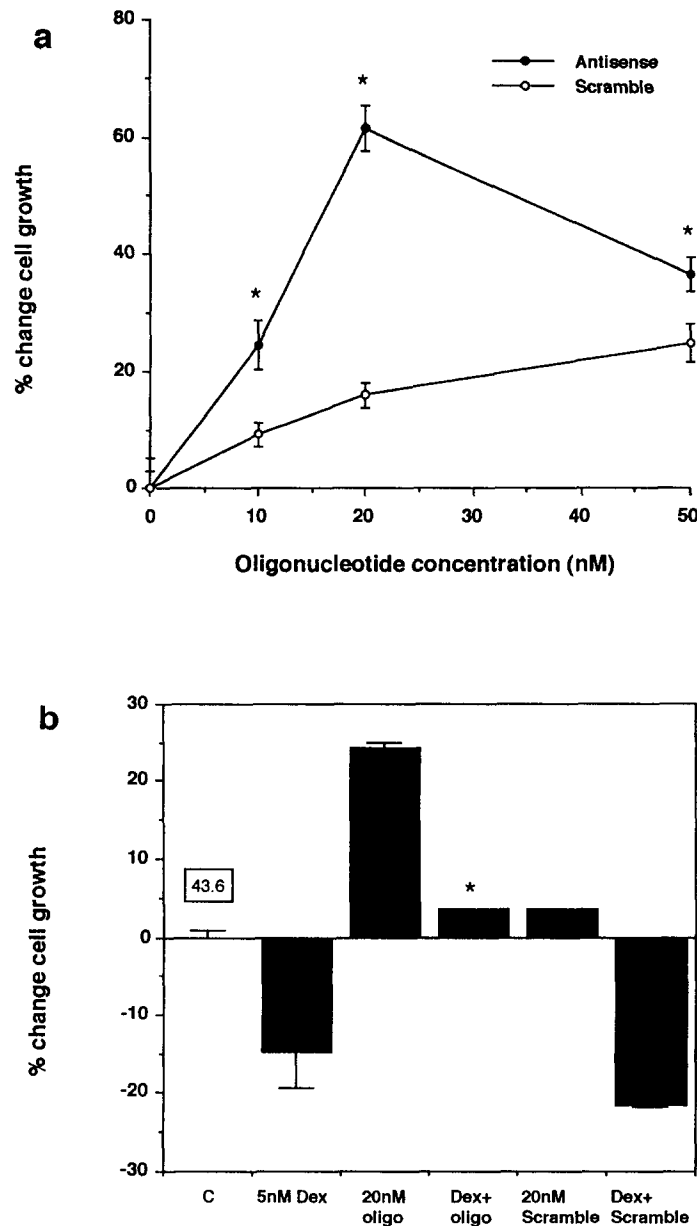 a
80
60
40
20
0
% change cell growth
*
*
*
Antisense
Scramble
0 10 20 30 40 50
Oligonucleotide concentration (nM)
b
30
20
10
0
-10
-20
-30
% change cell growth
43.6
*
C 5nM Dex 20nM oligo Dex+ oligo 20nM Scramble Dex+ Scramble